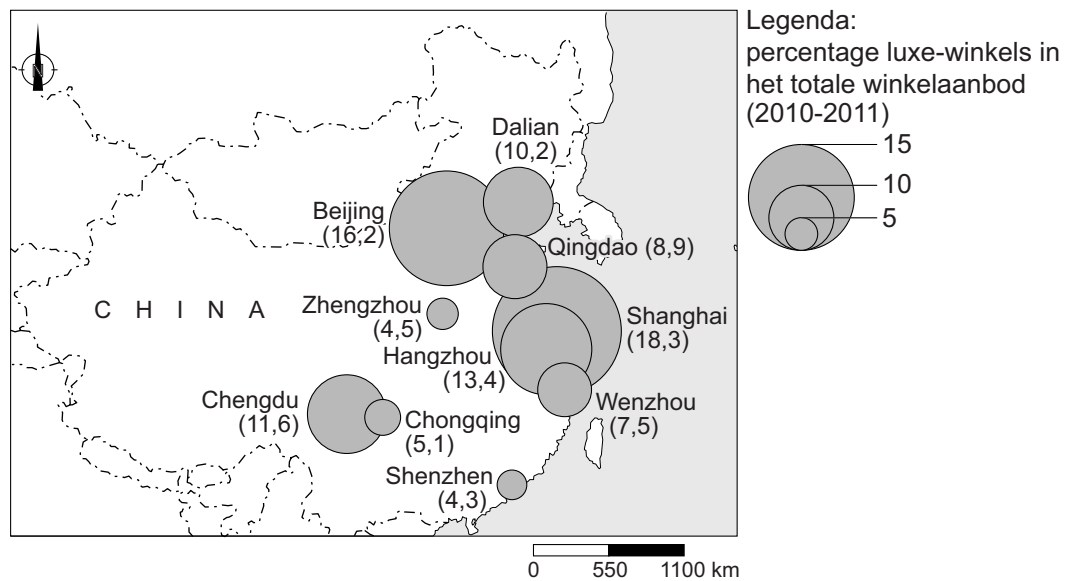 Legenda:
percentage luxe-winkels in
het totale winkelaanbod
(2010-2011)
15
10
5
N
Dalian
(10,2)
Beijing
(16,2)
Qingdao (8,9)
C H I N A
Zhengzhou
(4,5)
Shanghai
(18,3)
Hangzhou
(13,4)
Chengdu
(11,6)
Chongqing
(5,1)
Wenzhou
(7,5)
Shenzhen
(4,3)
0 550 1100 km